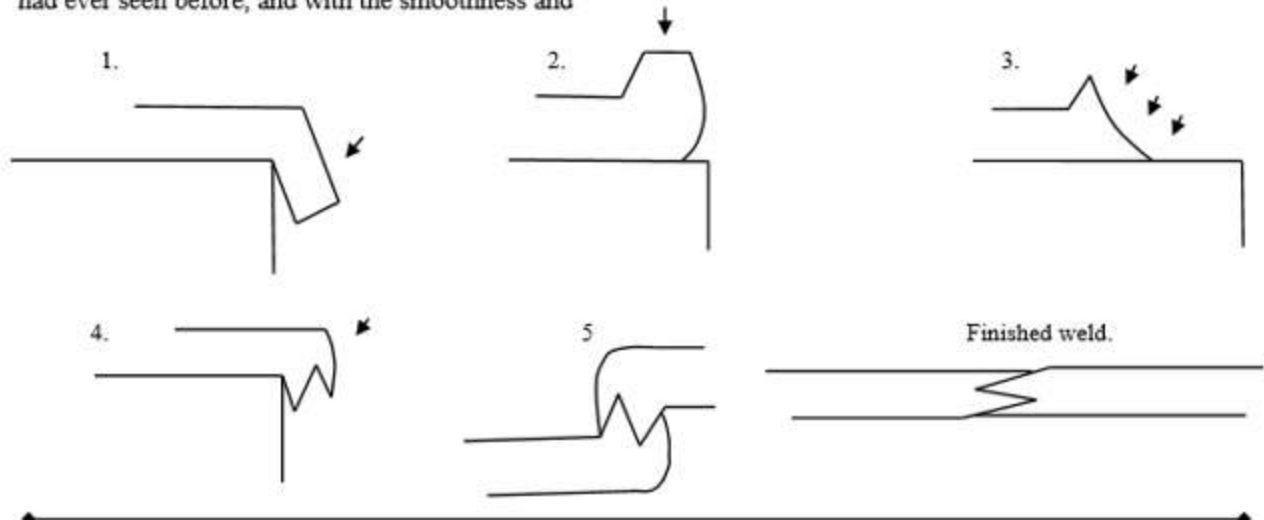 had ever seen before, and with the smoothness and
1.
2.
3.
4.
5
Finished weld.